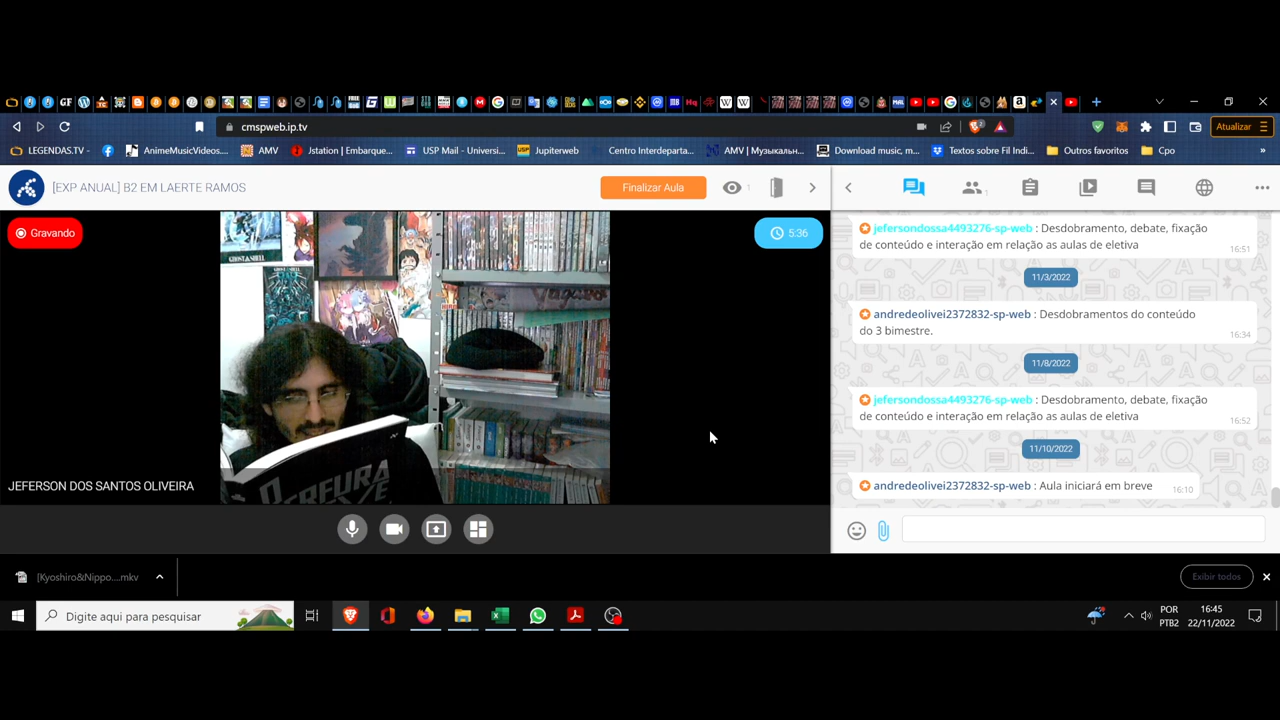 cmspweb.ip.tv
Atualizar
LEGENDAS.TV -
AnimeMusicVideos...
AMV
Jstation | Embarque...
USP Mail - Universi...
Jupiterweb
Centro Interdeparta...
AMV | Музыкальн...
Download music, m...
Textos sobre Fil Indi...
Outros favoritos
Cpo
»
[EXP ANUAL] B2 EM LAERTE RAMOS
Finalizar Aula
1
1
Gravando
5:36
JEFERSON DOS SANTOS OLIVEIRA
jefersondossa4493276-sp-web : Desdobramento, debate, fixação
de conteúdo e interação em relação as aulas de eletiva
16:51
11/3/2022
andredeolivei2372832-sp-web : Desdobramentos do conteúdo
do 3 bimestre.
16:34
11/8/2022
jefersondossa4493276-sp-web : Desdobramento, debate, fixação
de conteúdo e interação em relação as aulas de eletiva
16:52
11/10/2022
andredeolivei2372832-sp-web : Aula iniciará em breve
16:10
[Kyoshiro&Nippo....mkv
Exibir todos
Digite aqui para pesquisar
POR
PTB2
16:45
22/11/2022